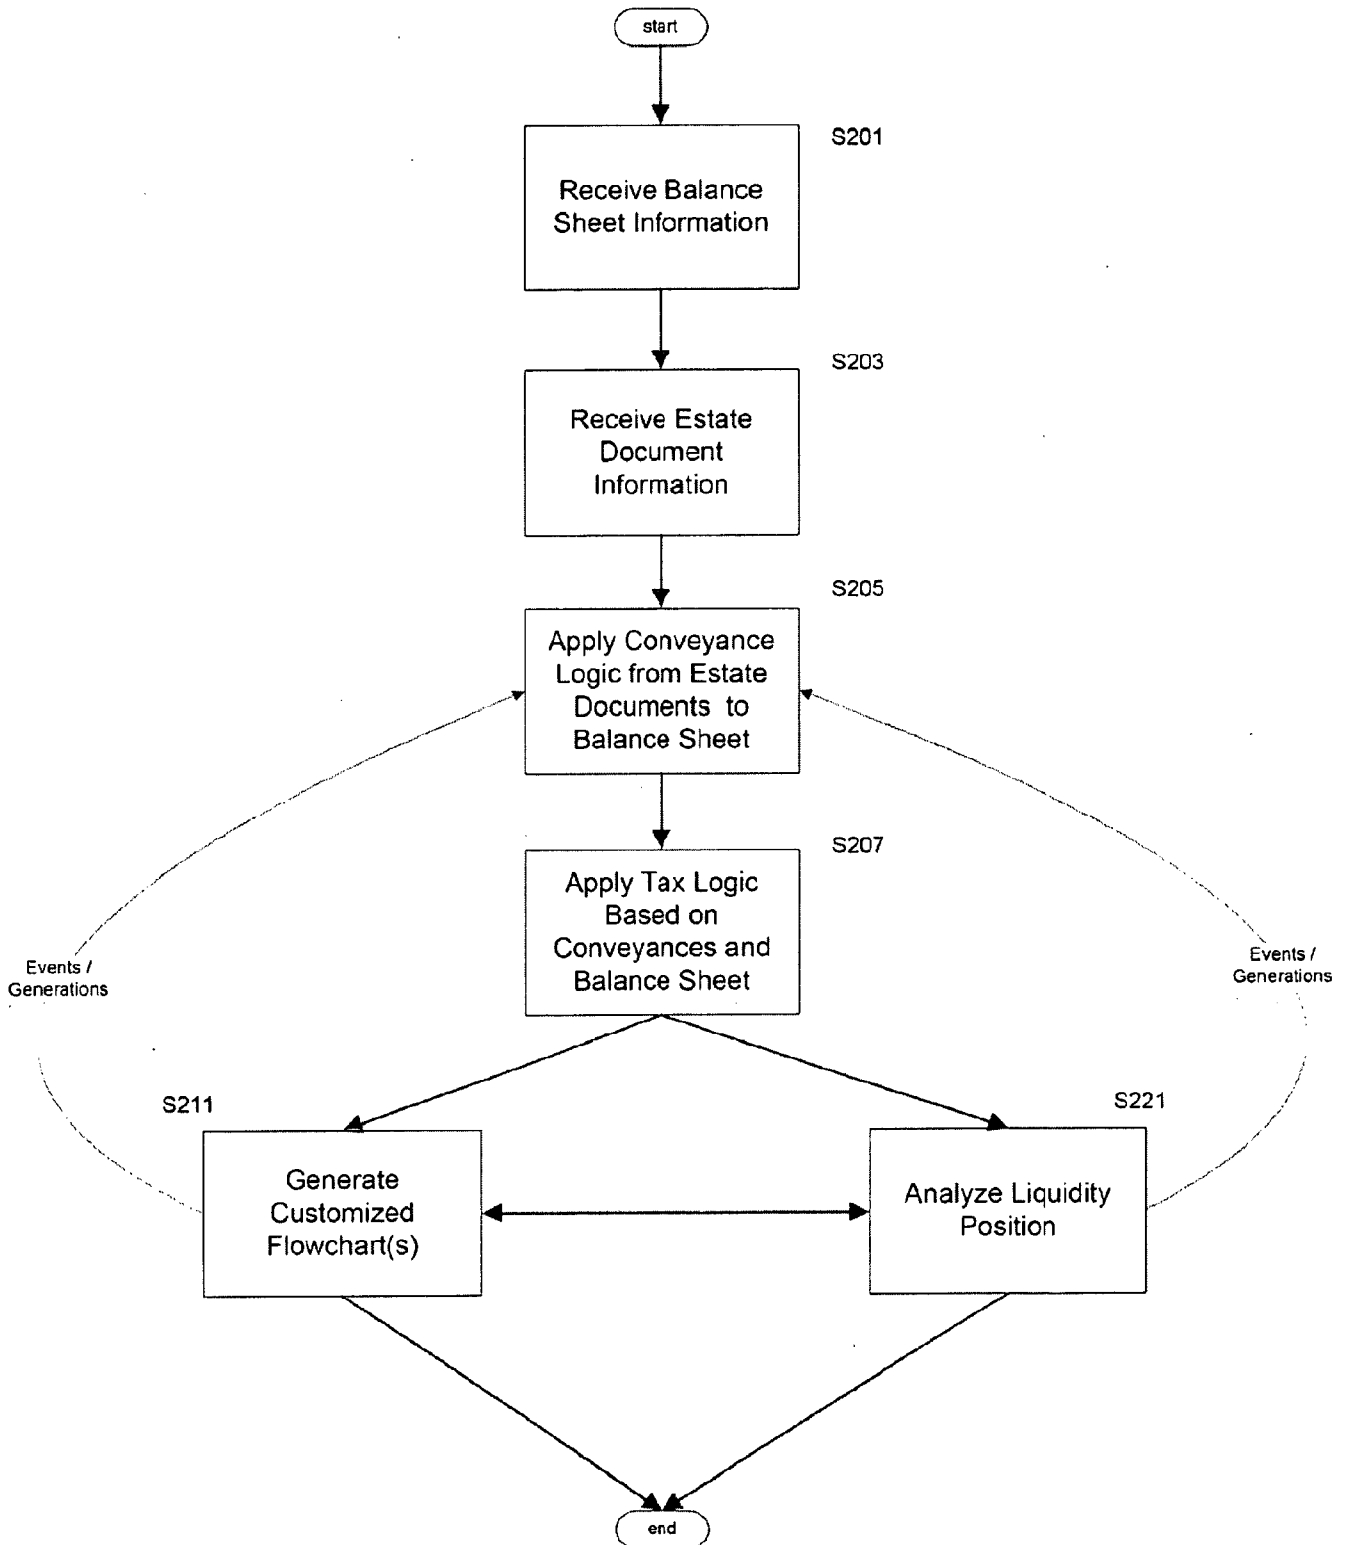 start
S201
Receive Balance
Sheet Information
S203
Receive Estate
Document
Information
S205
Apply Conveyance
Logic from Estate
Documents to
Balance Sheet
S207
Apply Tax Logic
Based on
Conveyances and
Balance Sheet
Events /
Generations
Events /
Generations
S211
Generate
Customized
Flowchart(s)
S221
Analyze Liquidity
Position
end